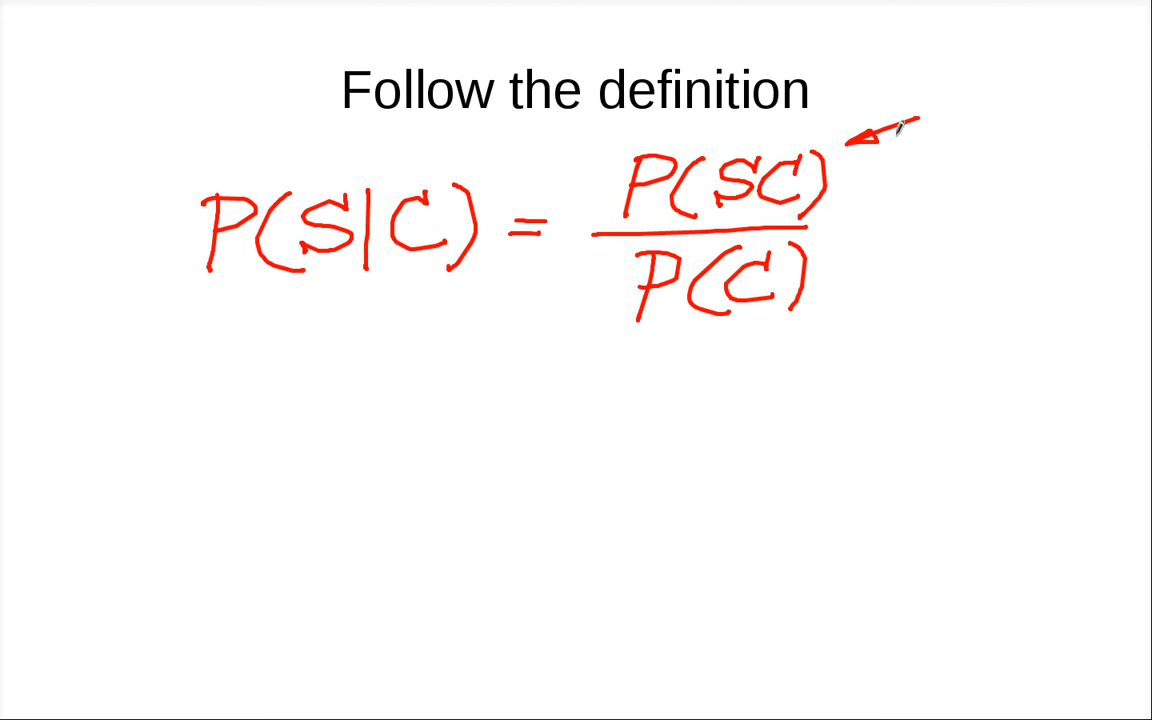 Follow the definition
P(S|C) = P(SC)
P(C)